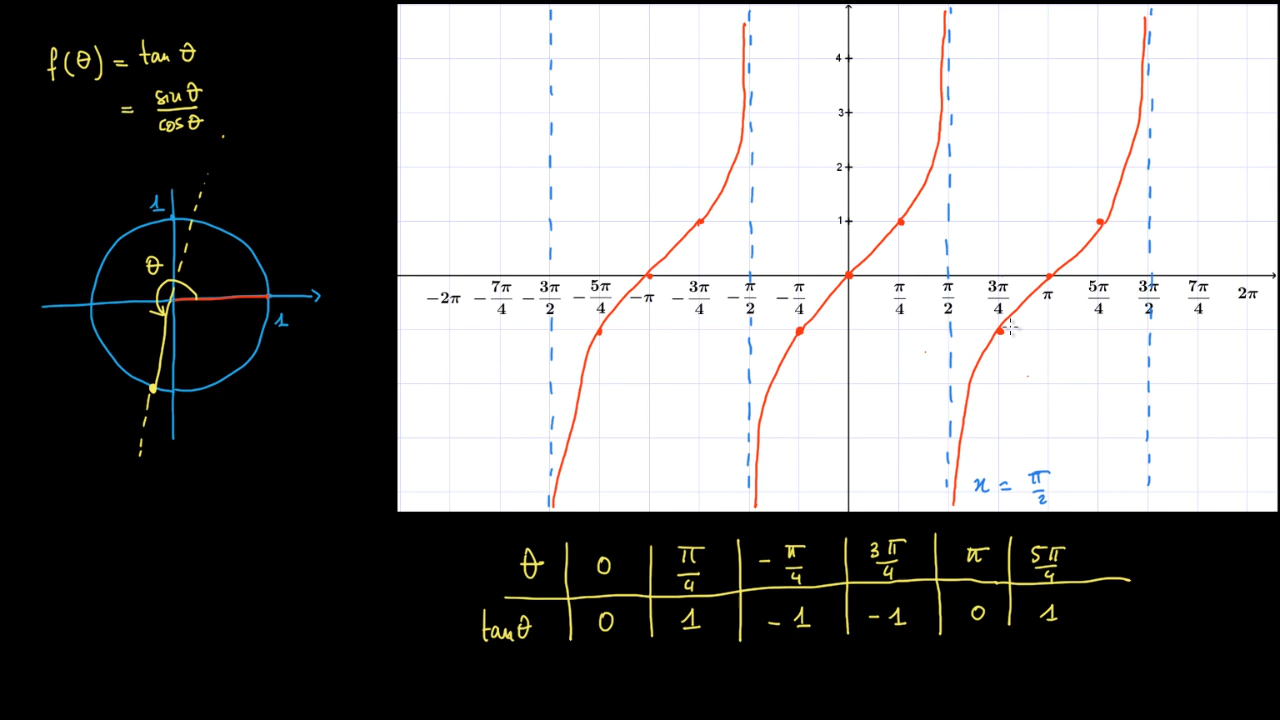 f(θ) = tan θ
= sin θ / cos θ
1
θ
1
4
3
2
1
−2π −7π/4 −3π/2 −5π/4 −π −3π/4 −π/2 −π/4 π/4 π/2 3π/4 π 5π/4 3π/2 7π/4 2π
x = π/2
θ 0 π/4 -π/4 3π/4 π 5π/4
tan θ 0 1 -1 -1 0 1